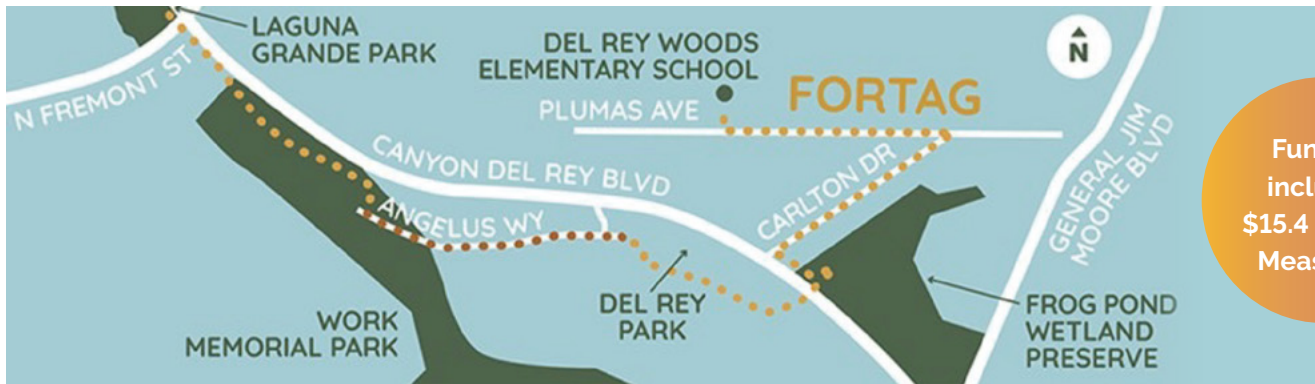 LAGUNA
GRANDE PARK
N FREMONT ST
DEL REY WOODS
ELEMENTARY SCHOOL
PLUMAS AVE
FORTAG
N
CANYON DEL REY BLVD
ANGELUS WY
CARLTON DR
GENERAL JIM
MOORE BLVD
DEL REY
PARK
WORK
MEMORIAL PARK
FROG POND
WETLAND
PRESERVE
$15.4